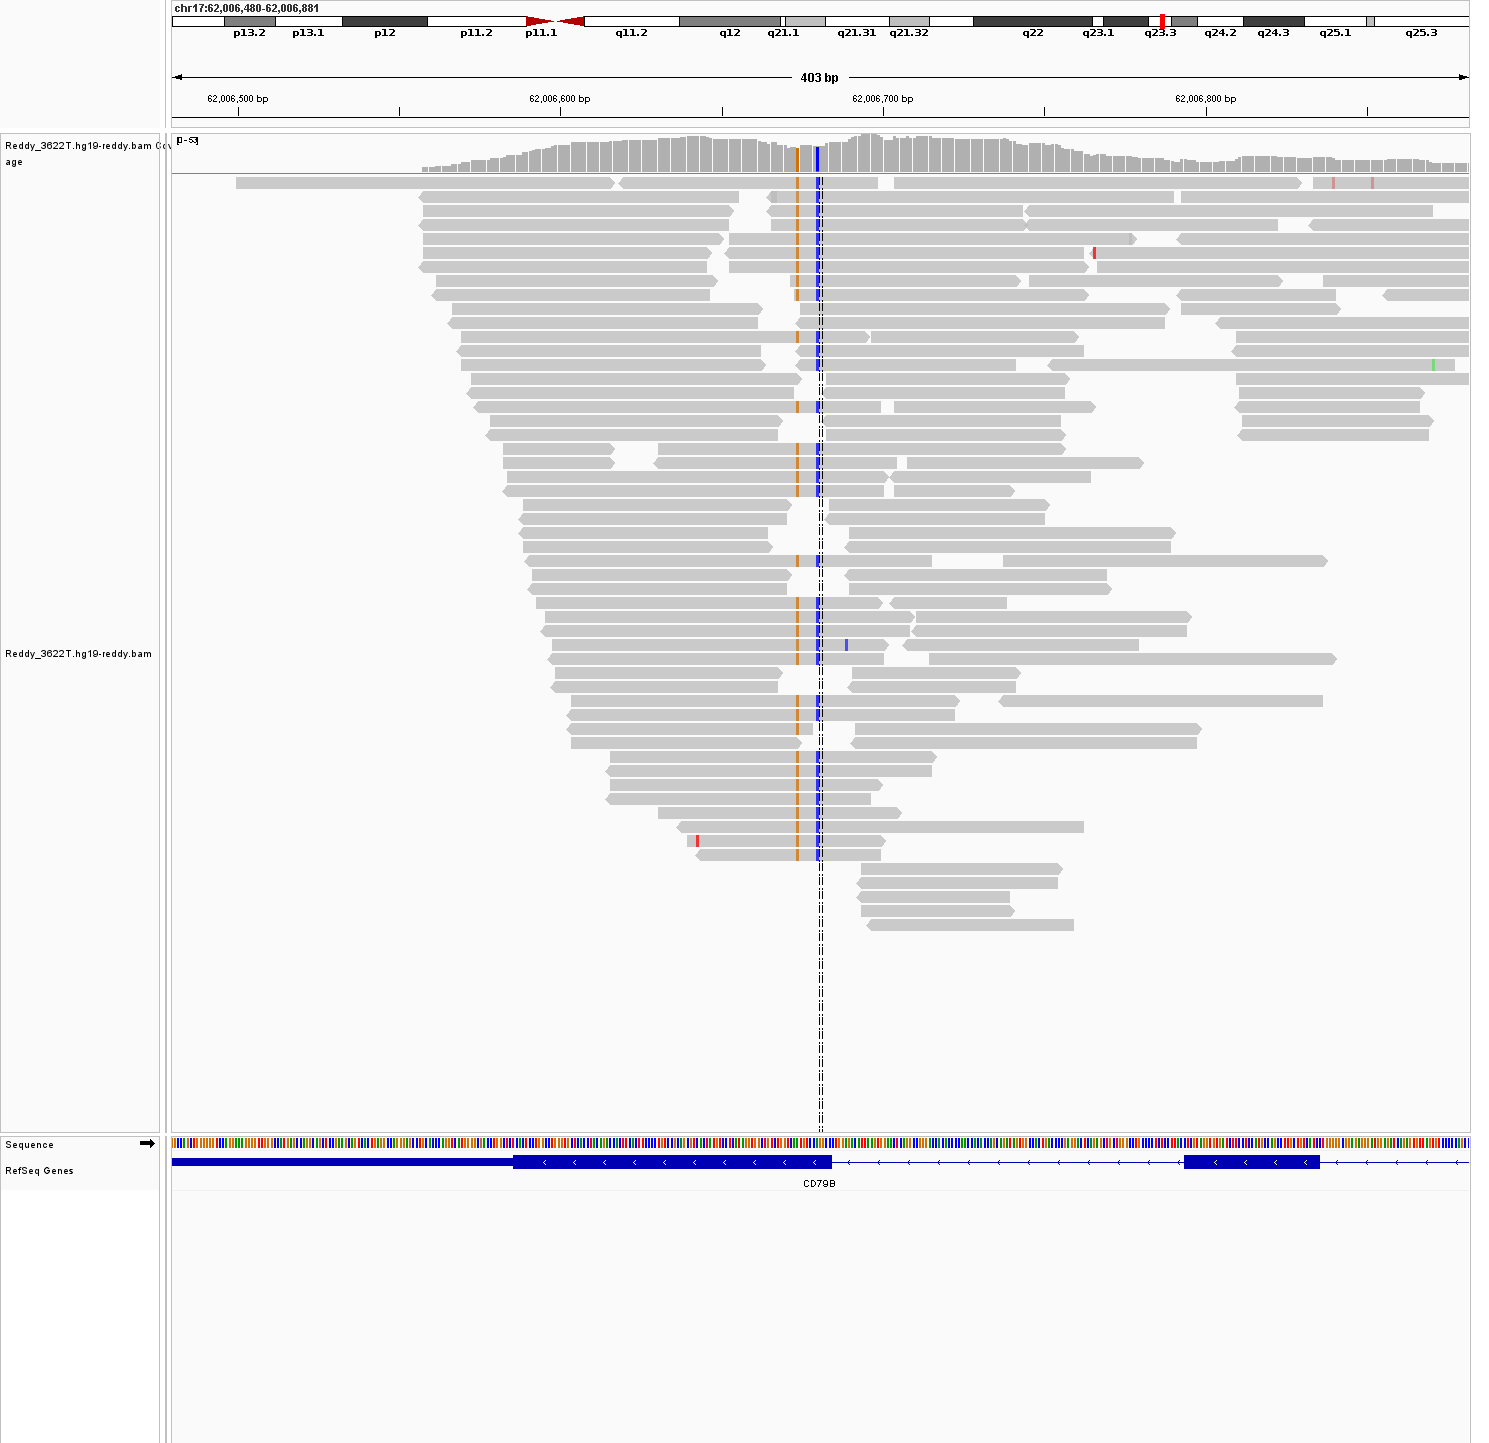 chr17:62,006,480-62,006,881
p13.2 p13.1 p12 p11.2 p11.1 q11.2 q12 q21.1 q21.31 q21.32 q22 q23.1 q23.3 q24.2 q24.3 q25.1 q25.3
403 bp
62,006,500 bp 62,006,600 bp 62,006,700 bp 62,006,800 bp
Reddy_3622T.hg19-reddy.bam Cov
age
Reddy_3622T.hg19-reddy.bam
Sequence
RefSeq Genes
CD79B